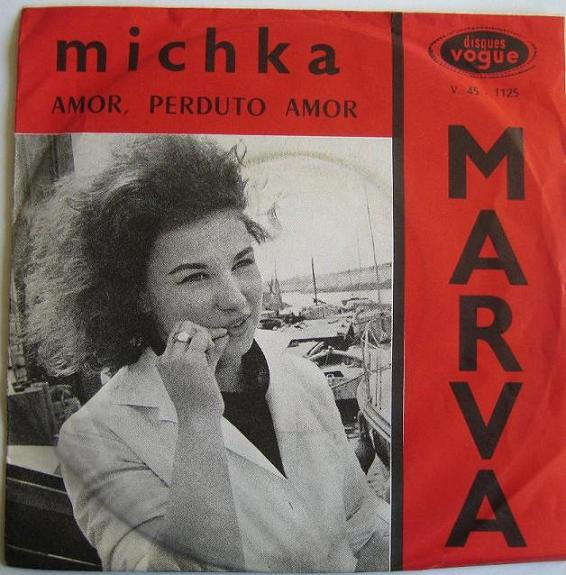 michka
AMOR, PERDUTO AMOR
disques
vogue
V. 45 - 1125
MARVA